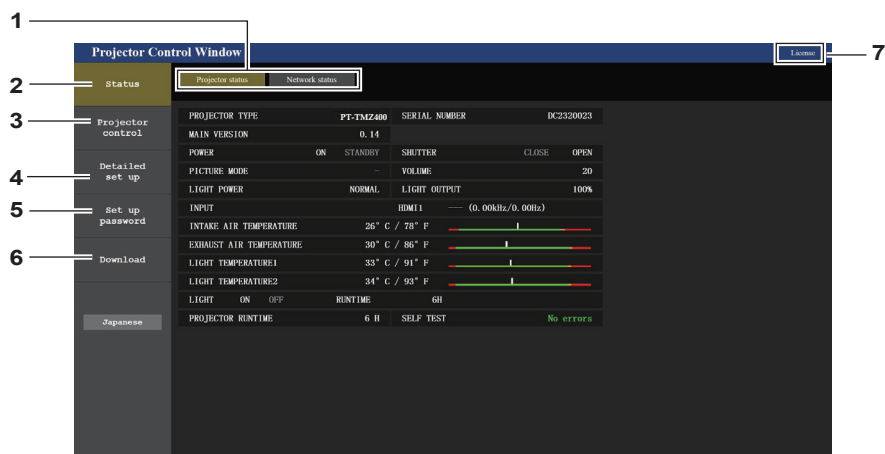 1
Projector Control Window
License
7
2
Status
Projector status
Network status
3
Projector
control
4
Detailed
set up
5
Set up
password
6
Download
Japanese
PROJECTOR TYPE PT-TMZ400 SERIAL NUMBER DC2320023
MAIN VERSION 0.14
POWER ON STANDBY SHUTTER CLOSE OPEN
PICTURE MODE - VOLUME 20
LIGHT POWER NORMAL LIGHT OUTPUT 100%
INPUT HDMI1 --- (0.00kHz/0.00Hz)
INTAKE AIR TEMPERATURE 26° C / 78° F
EXHAUST AIR TEMPERATURE 30° C / 86° F
LIGHT TEMPERATURE1 33° C / 91° F
LIGHT TEMPERATURE2 34° C / 93° F
LIGHT ON OFF RUNTIME 6H
PROJECTOR RUNTIME 6 H SELF TEST No errors